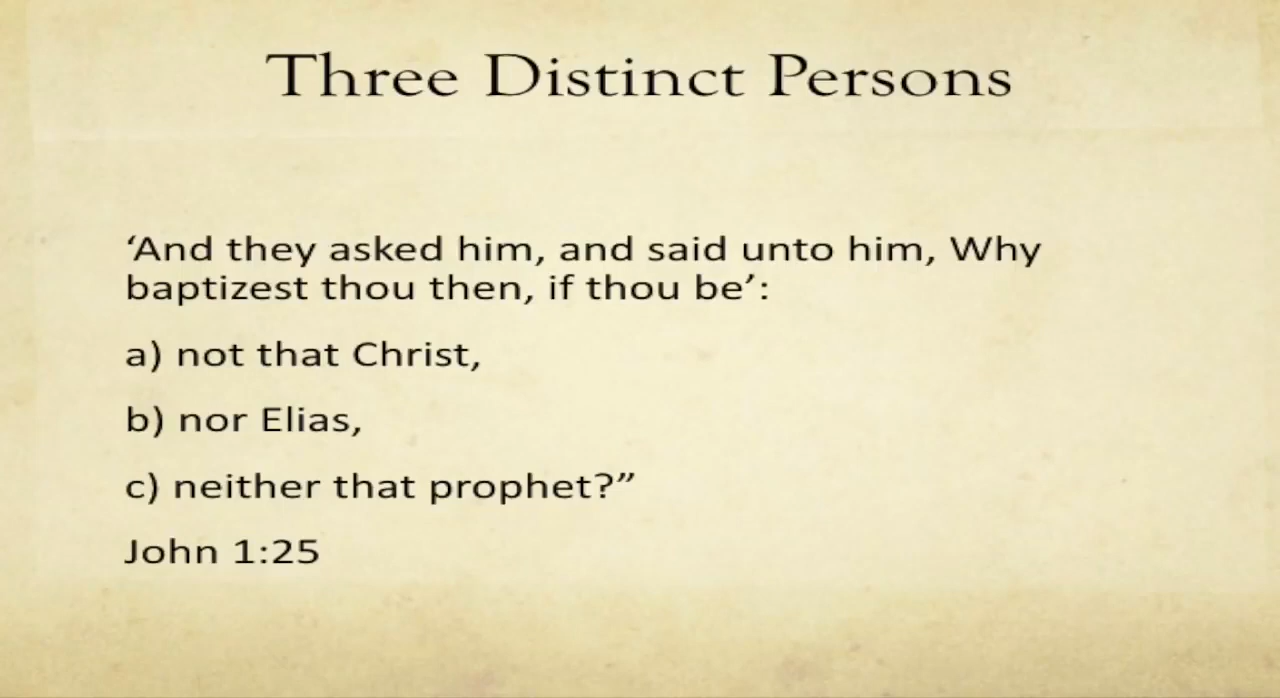 Three Distinct Persons
‘And they asked him, and said unto him, Why
baptizest thou then, if thou be’:
a) not that Christ,
b) nor Elias,
c) neither that prophet?”
John 1:25